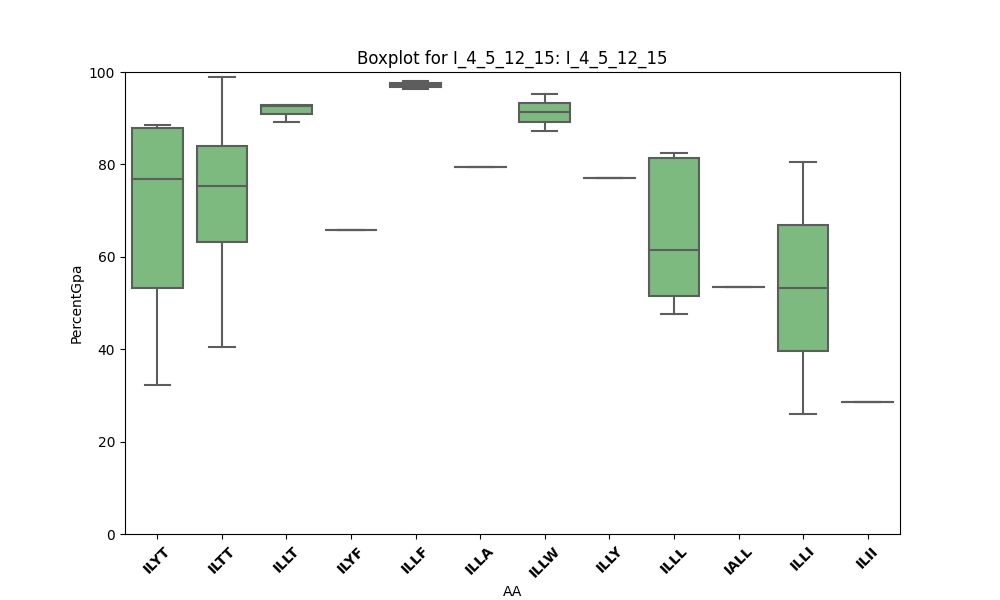 Boxplot for I_4_5_12_15: I_4_5_12_15
100
80
60
40
20
0
PercentGpa
ILYT ILTT ILLT ILYF ILLF ILLA ILLW ILLY ILLL IALL ILLI ILII
AA